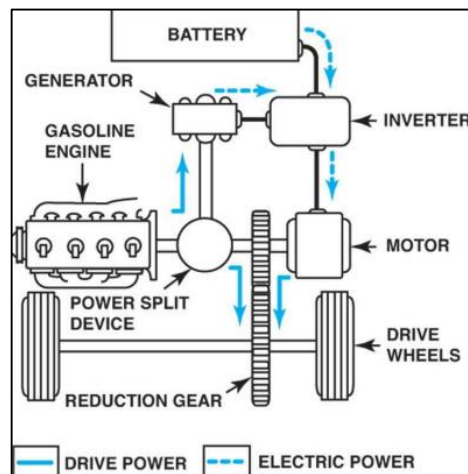 BATTERY
GENERATOR
GASOLINE
ENGINE
INVERTER
MOTOR
POWER SPLIT
DEVICE
DRIVE
WHEELS
REDUCTION GEAR
DRIVE POWER
ELECTRIC POWER